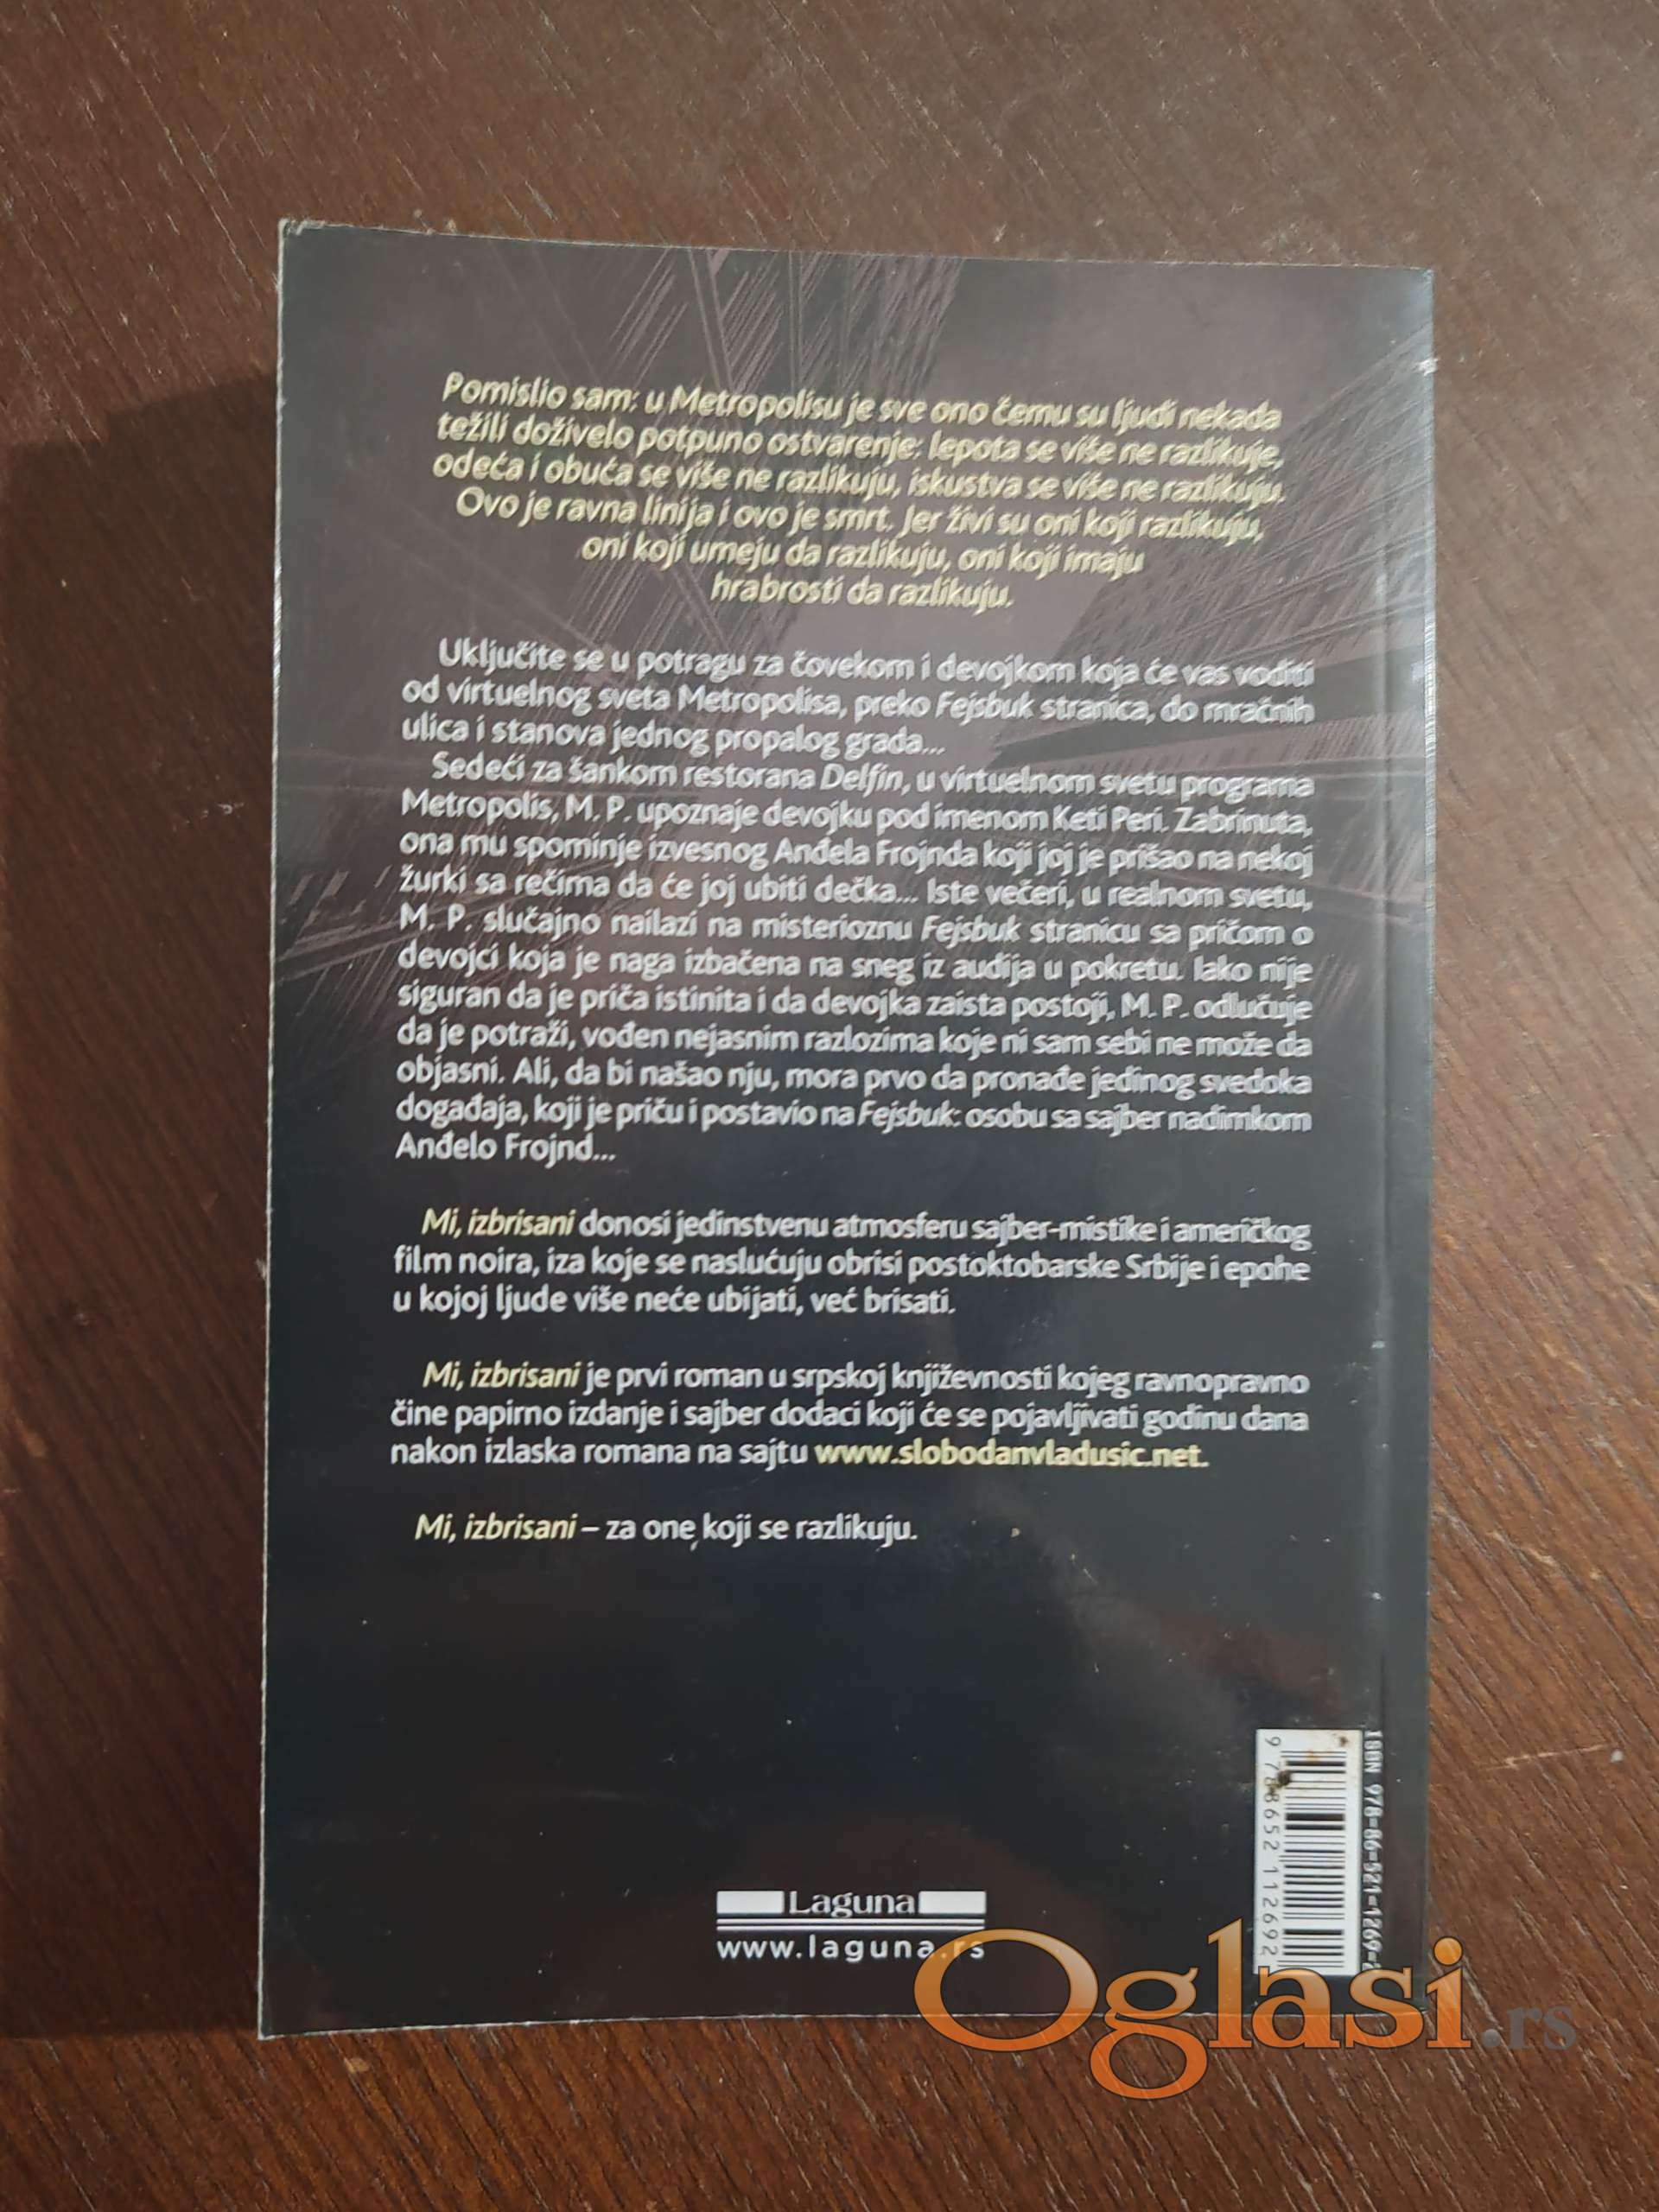 Pomislio sam: u Metropolisu je sve ono čemu su ljudi nekada
težili doživelo potpuno ostvarenje: lepota se više ne razlikuje,
odeća i obuća se više ne razlikuju, iskustva se više ne razlikuju.
Ovo je ravna linija i ovo je smrt. Jer živi su oni koji razlikuju,
oni koji umeju da razlikuju, oni koji imaju
hrabrosti da razlikuju.
Uključite se u potragu za čovekom i devojkom koja će vas voditi
od virtuelnog sveta Metropolisa, preko Fejsbuk stranica, do mračnih
ulica i stanova jednog propalog grada...
Sedeći za šankom restorana Delfin, u virtuelnom svetu programa
Metropolis, M. P. upoznaje devojku pod imenom Keti Peri. Zabrinuta,
ona mu spominje izvesnog Anđela Frojnda koji joj je prišao na nekoj
žurki sa rečima da će joj ubiti dečka... Iste večeri, u realnom svetu,
M. P. slučajno nailazi na misterioznu Fejsbuk stranicu sa pričom o
devojci koja je naga izbačena na sneg iz audija u pokretu. Iako nije
siguran da je priča istinita i da devojka zaista postoji, M. P. odlučuje
da je potraži, vođen nejasnim razlozima koje ni sam sebi ne može da
objasni. Ali, da bi našao nju, mora prvo da pronađe jedinog svedoka
događaja, koji je priču i postavio na Fejsbuk: osobu sa sajber nadimkom
Anđelo Frojnd...
Mi, izbrisani donosi jedinstvenu atmosferu sajber-mistike i američkog
film noira, iza koje se naslućuju obrisi postoktobarske Srbije i epohe
u kojoj ljude više neće ubijati, već brisati.
Mi, izbrisani je prvi roman u srpskoj književnosti kojeg ravnopravno
čine papirno izdanje i sajber dodaci koji će se pojavljivati godinu dana
nakon izlaska romana na sajtu www.slobodanvladusic.net.
Mi, izbrisani – za one koji se razlikuju.
ISBN 978-86-521-1269-2
9 788652 112692
Laguna
www.laguna.rs
Oglasi.rs